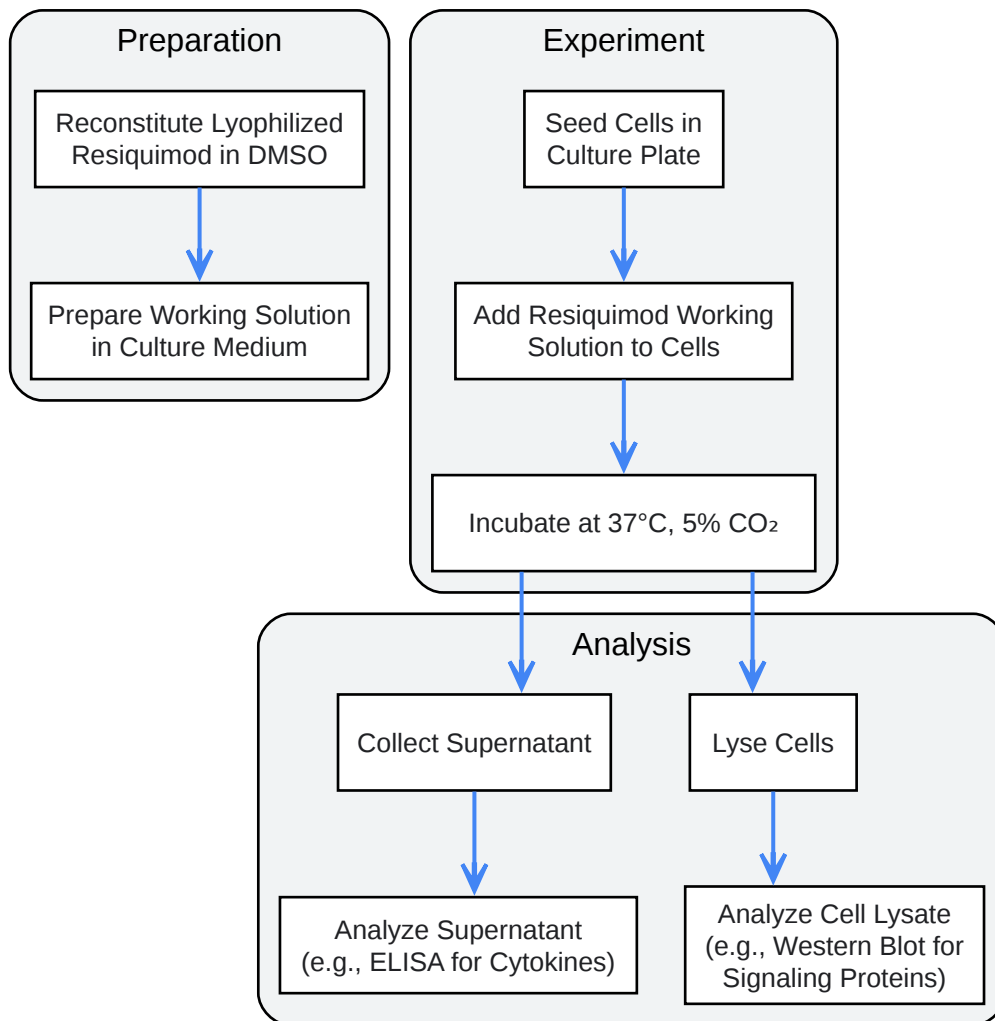 Preparation
Reconstitute Lyophilized
Resiquimod in DMSO
Prepare Working Solution
in Culture Medium
Experiment
Seed Cells in
Culture Plate
Add Resiquimod Working
Solution to Cells
Incubate at 37°C, 5% CO₂
Analysis
Collect Supernatant
Lyse Cells
Analyze Supernatant
(e.g., ELISA for Cytokines)
Analyze Cell Lysate
(e.g., Western Blot for
Signaling Proteins)